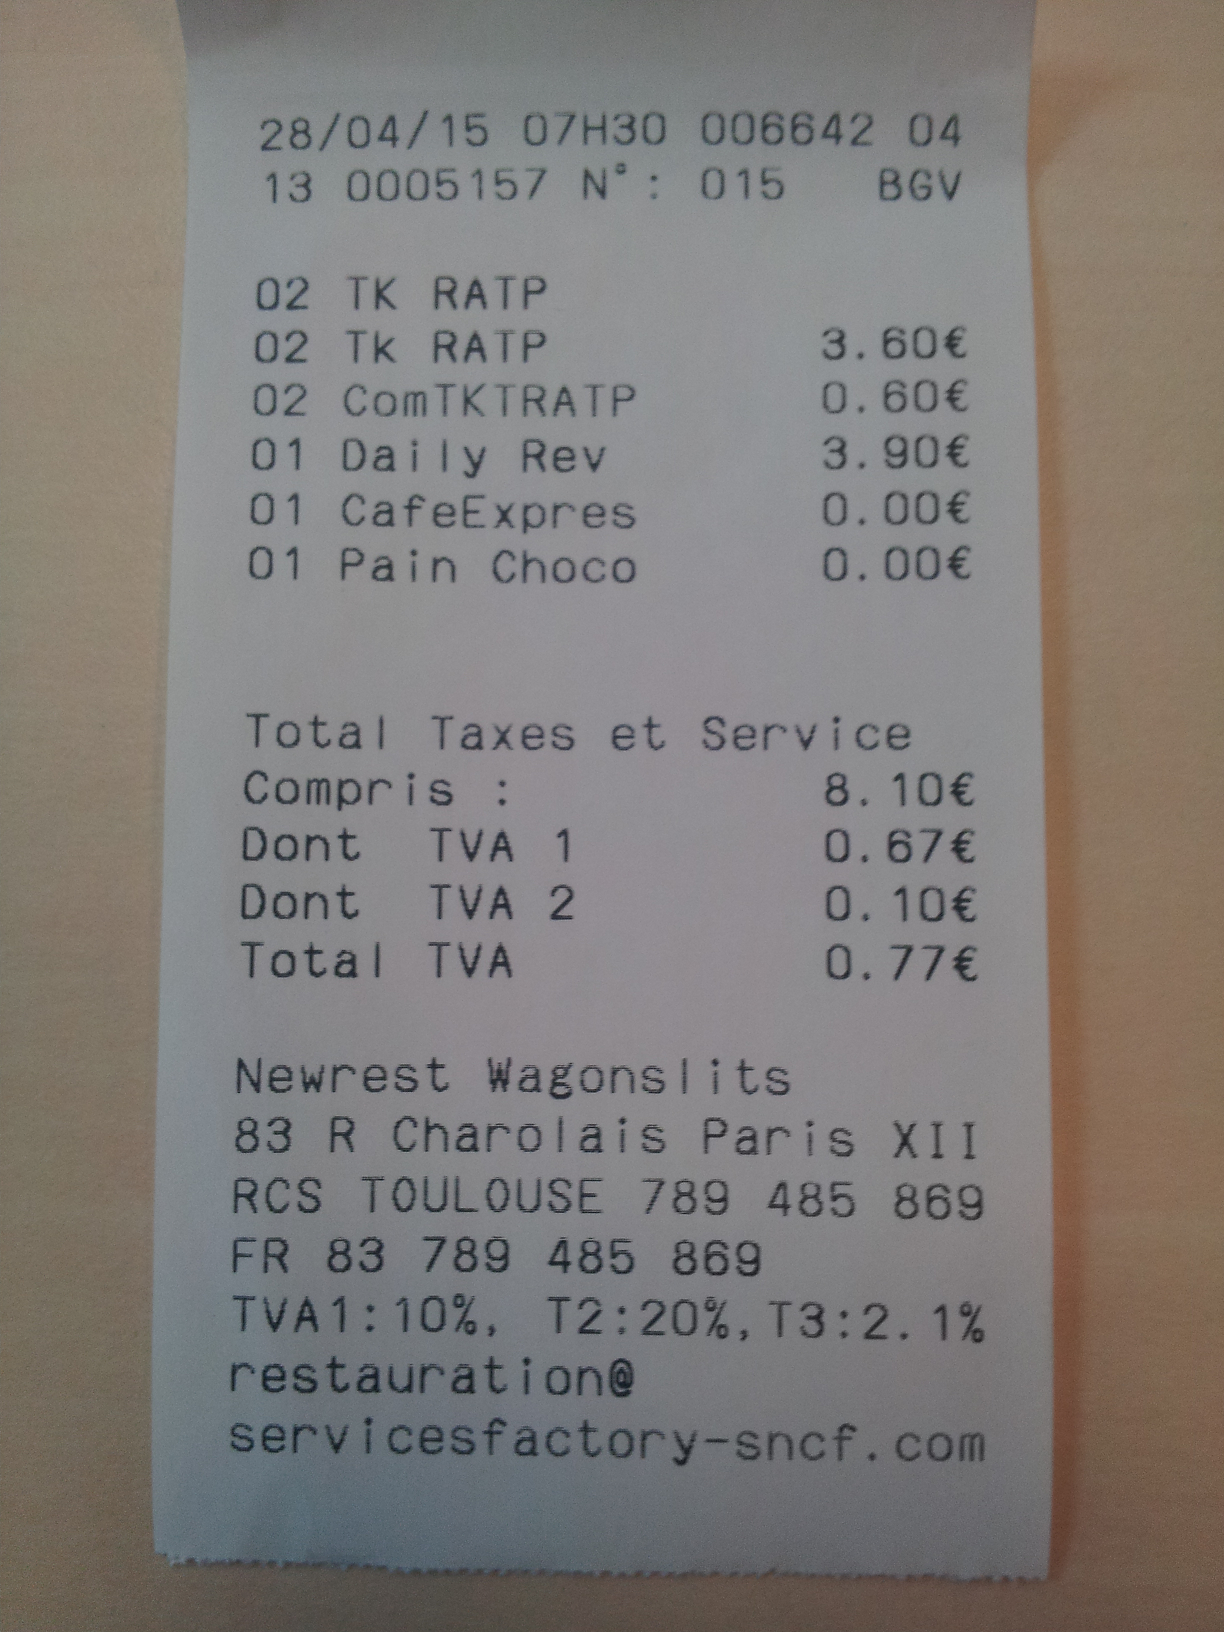 28/04/15 07H30 006642 04
13 0005157 N°: 015 BGV
02 TK RATP
02 Tk RATP 3.60€
02 ComTKTRATP 0.60€
01 Daily Rev 3.90€
01 CafeExpres 0.00€
01 Pain Choco 0.00€
Total Taxes et Service
Compris : 8.10€
Dont TVA 1 0.67€
Dont TVA 2 0.10€
Total TVA 0.77€
Newrest Wagonslits
83 R Charolais Paris XII
RCS TOULOUSE 789 485 869
FR 83 789 485 869
TVA1:10%, T2:20%,T3:2.1%
restauration@
servicesfactory-sncf.com